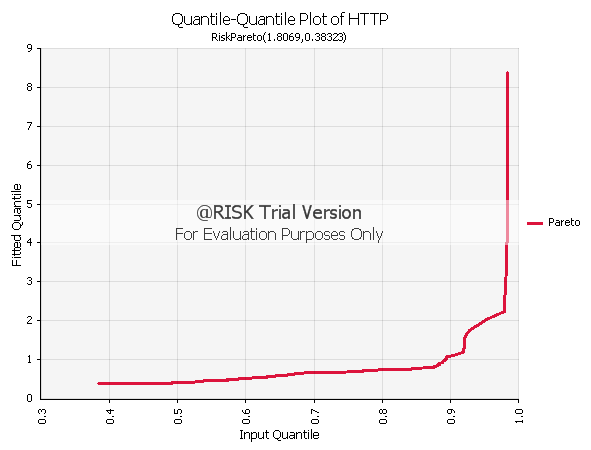 Quantile-Quantile Plot of HTTP
RiskPareto(1.8069,0.38323)
9
8
7
6
5
4
3
2
1
0
Fitted Quantile
@RISK Trial Version
For Evaluation Purposes Only
Pareto
0.3
0.4
0.5
0.6
0.7
0.8
0.9
1.0
Input Quantile